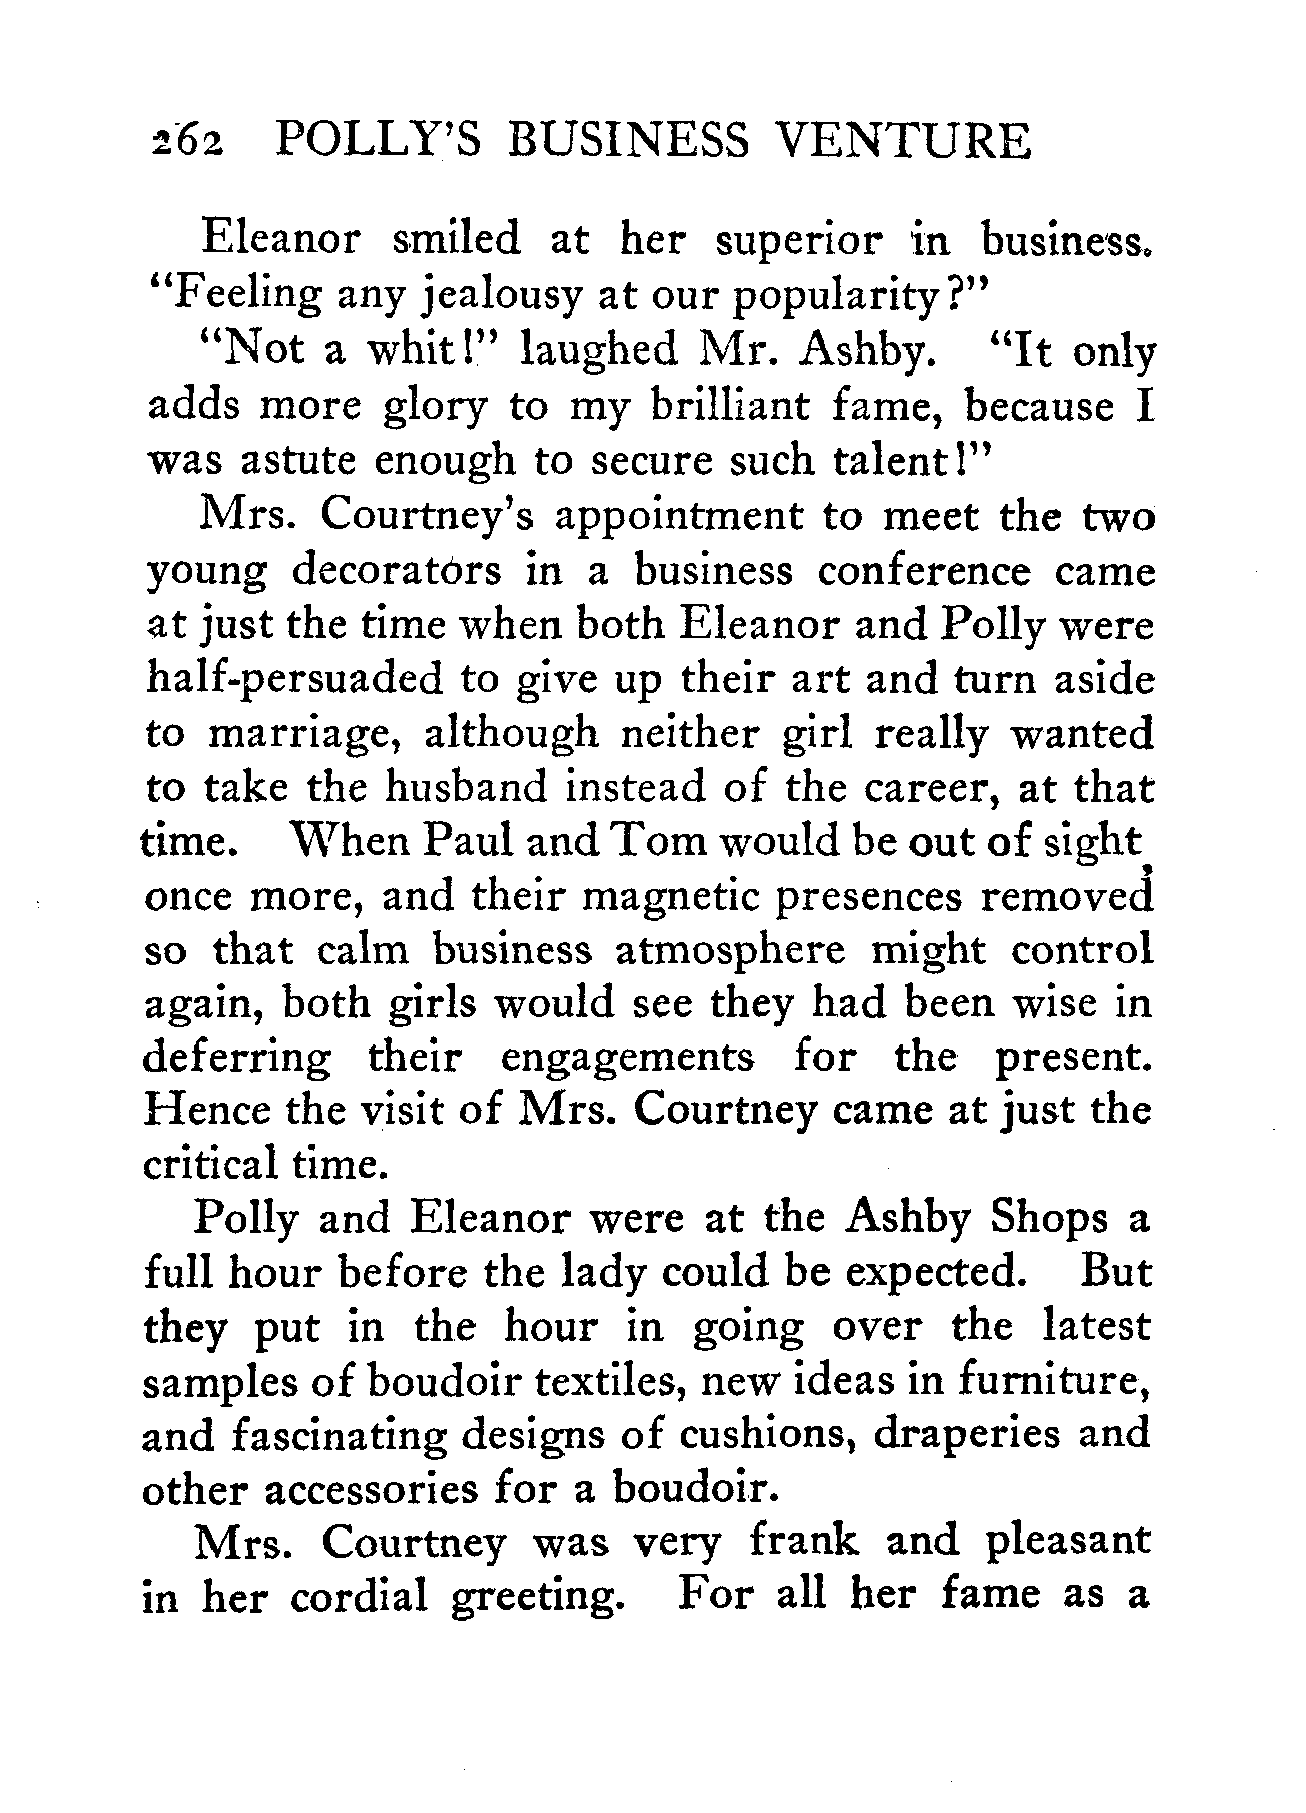 262 POLLY'S BUSINESS VENTURE
Eleanor smiled at her superior in business.
"Feeling any jealousy at our popularity?"
"Not a whit!" laughed Mr. Ashby. "It only
adds more glory to my brilliant fame, because I
was astute enough to secure such talent!"
Mrs. Courtney's appointment to meet the two
young decorators in a business conference came
at just the time when both Eleanor and Polly were
half-persuaded to give up their art and turn aside
to marriage, although neither girl really wanted
to take the husband instead of the career, at that
time. When Paul and Tom would be out of sight
once more, and their magnetic presences removed,
so that calm business atmosphere might control
again, both girls would see they had been wise in
deferring their engagements for the present.
Hence the visit of Mrs. Courtney came at just the
critical time.
Polly and Eleanor were at the Ashby Shops a
full hour before the lady could be expected. But
they put in the hour in going over the latest
samples of boudoir textiles, new ideas in furniture,
and fascinating designs of cushions, draperies and
other accessories for a boudoir.
Mrs. Courtney was very frank and pleasant
in her cordial greeting. For all her fame as a